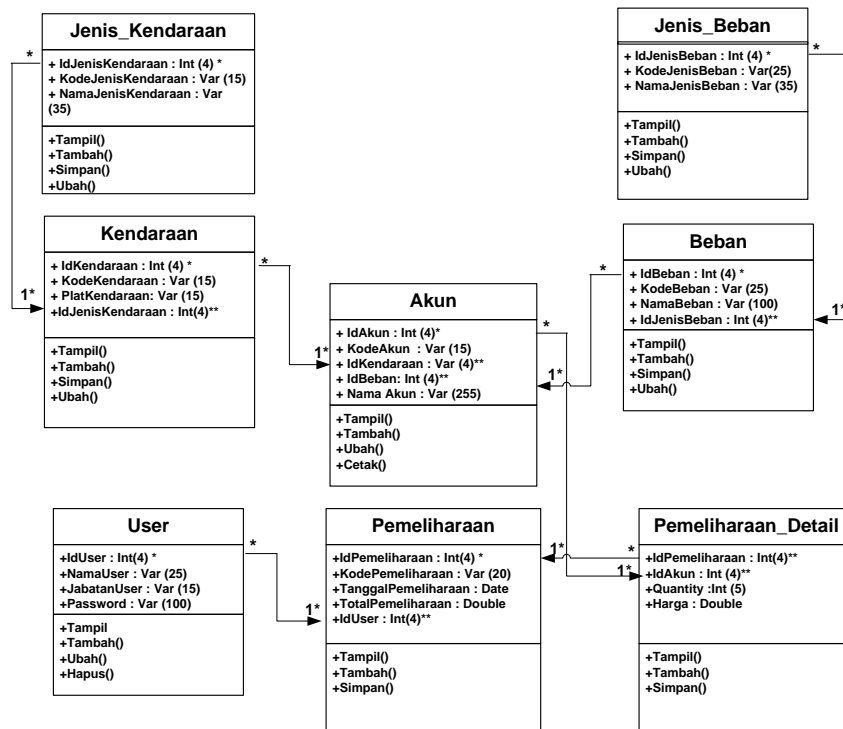 Jenis_Kendaraan
+ IdJenisKendaraan : Int (4) *
+ KodeJenisKendaraan : Var (15)
+ NamaJenisKendaraan : Var
(35)
+Tampil()
+Tambah()
+Simpan()
+Ubah()
*
1*
Jenis_Beban
+ IdJenisBeban : Int (4) *
+ KodeJenisBeban : Var(25)
+ NamaJenisBeban : Var (35)
+Tampil()
+Tambah()
+Simpan()
+Ubah()
*
1*
Kendaraan
+ IdKendaraan : Int (4) *
+ KodeKendaraan : Var (15)
+ PlatKendaraan: Var (15)
+IdJenisKendaraan : Int(4)**
+Tampil()
+Tambah()
+Simpan()
+Ubah()
*
1*
Akun
+ IdAkun : Int (4)*
+ KodeAkun : Var (15)
+ IdKendaraan : Var (4)**
+ IdBeban: Int (4)**
+ Nama Akun : Var (255)
+Tampil()
+Tambah()
+Ubah()
+Cetak()
*
1*
Beban
+ IdBeban : Int (4) *
+ KodeBeban : Var (25)
+ NamaBeban : Var (100)
+ IdJenisBeban : Int (4)**
+Tampil()
+Tambah()
+Simpan()
+Ubah()
*
1*
User
+IdUser : Int(4) *
+NamaUser : Var (25)
+JabatanUser : Var (15)
+Password : Var (100)
+Tampil
+Tambah()
+Ubah()
+Hapus()
*
1*
Pemeliharaan
+IdPemeliharaan : Int(4) *
+KodePemeliharaan : Var (20)
+TanggalPemeliharaan : Date
+TotalPemeliharaan : Double
+IdUser : Int(4)**
+Tampil()
+Tambah()
+Simpan()
1*
*
Pemeliharaan_Detail
+IdPemeliharaan : Int(4)**
+IdAkun : Int (4)**
+Quantity :Int (5)
+Harga : Double
+Tampil()
+Tambah()
+Simpan()